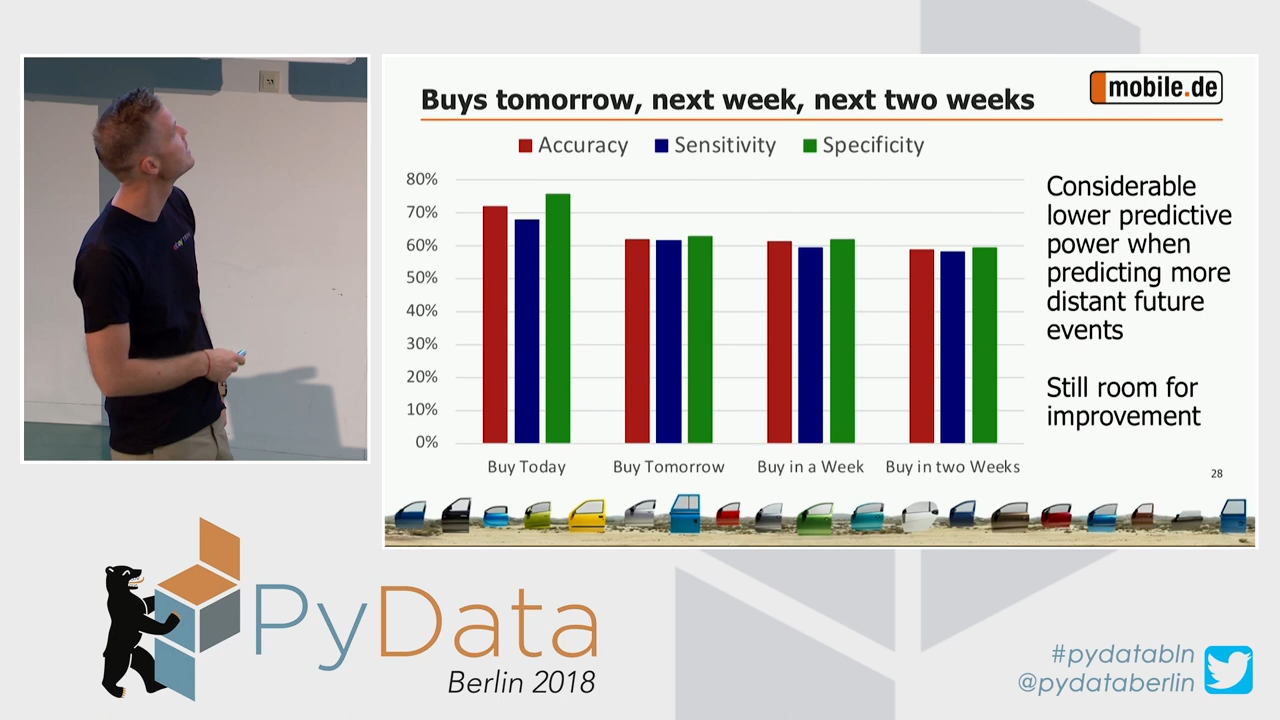 Buys tomorrow, next week, next two weeks
mobile.de
Accuracy
Sensitivity
Specificity
80%
70%
60%
50%
40%
30%
20%
10%
0%
Buy Today
Buy Tomorrow
Buy in a Week
Buy in two Weeks
Considerable
lower predictive
power when
predicting more
distant future
events
Still room for
improvement
28
PyData
Berlin 2018
#pydatabln
@pydataberlin